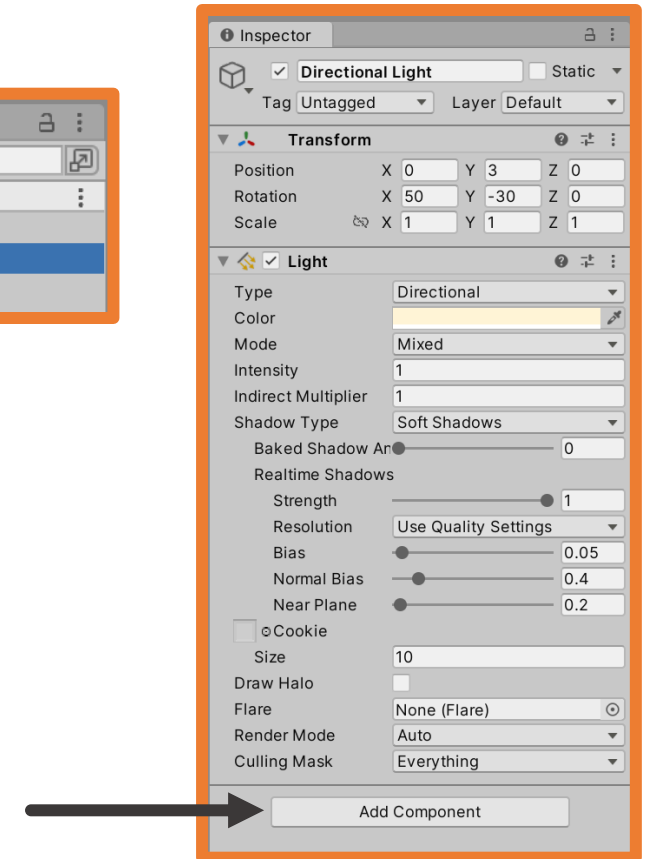 Inspector
Directional Light Static
Tag Untagged Layer Default
Transform
Position X 0 Y 3 Z 0
Rotation X 50 Y -30 Z 0
Scale X 1 Y 1 Z 1
Light
Type Directional
Color
Mode Mixed
Intensity 1
Indirect Multiplier 1
Shadow Type Soft Shadows
Baked Shadow An 0
Realtime Shadows
Strength 1
Resolution Use Quality Settings
Bias 0.05
Normal Bias 0.4
Near Plane 0.2
Cookie
Size 10
Draw Halo
Flare None (Flare)
Render Mode Auto
Culling Mask Everything
Add Component